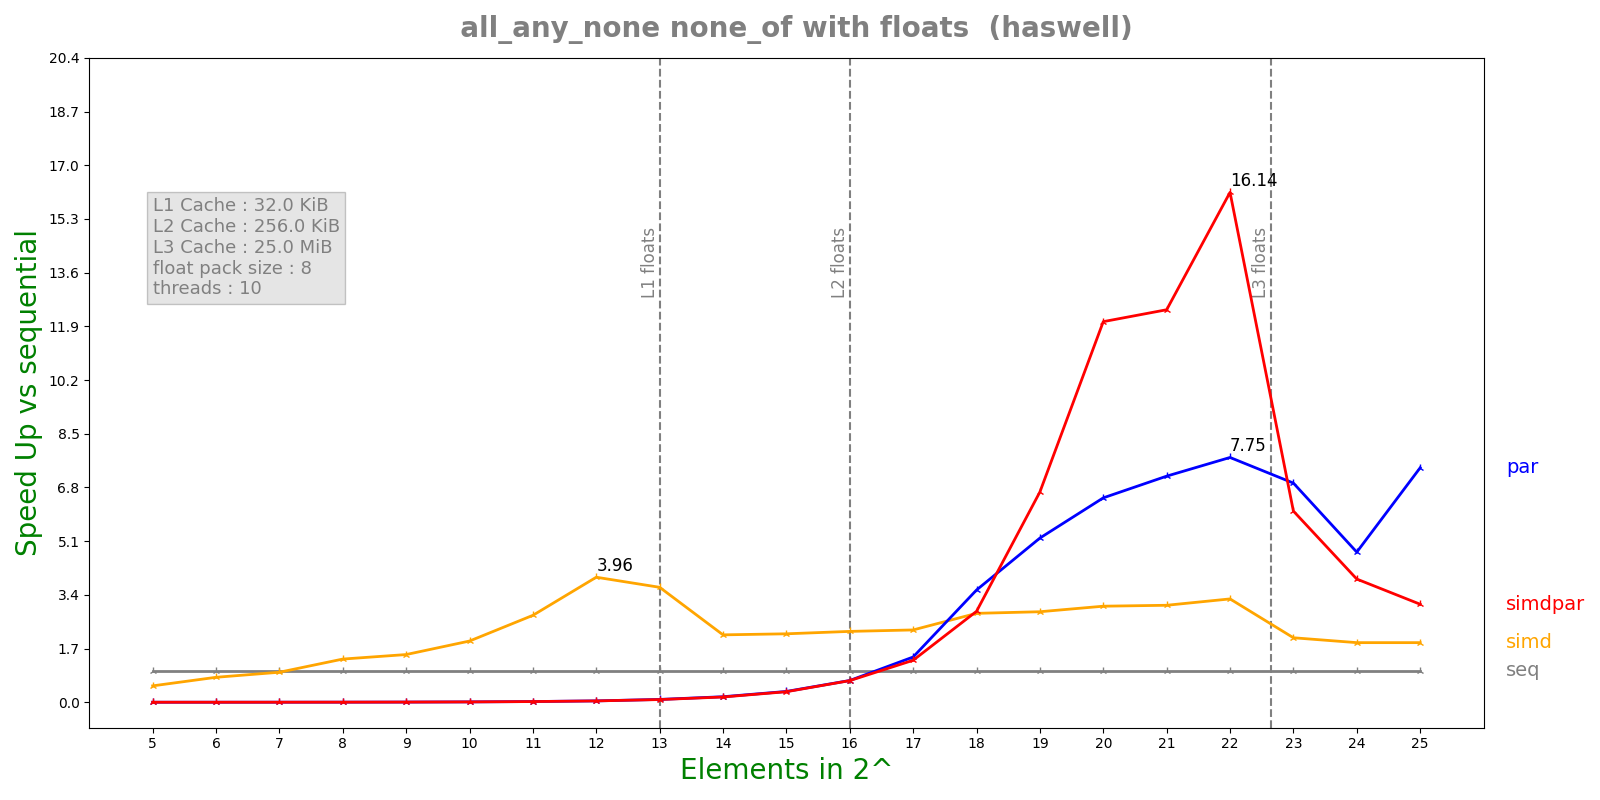 all_any_none none_of with floats  (haswell)
Speed Up vs sequential
20.4
18.7
17.0
15.3
13.6
11.9
10.2
8.5
6.8
5.1
3.4
1.7
0.0
L1 Cache : 32.0 KiB
L2 Cache : 256.0 KiB
L3 Cache : 25.0 MiB
float pack size : 8
threads : 10
L1 floats
L2 floats
L3 floats
16.14
7.75
3.96
par
simdpar
simd
seq
5 6 7 8 9 10 11 12 13 14 15 16 17 18 19 20 21 22 23 24 25
Elements in 2^